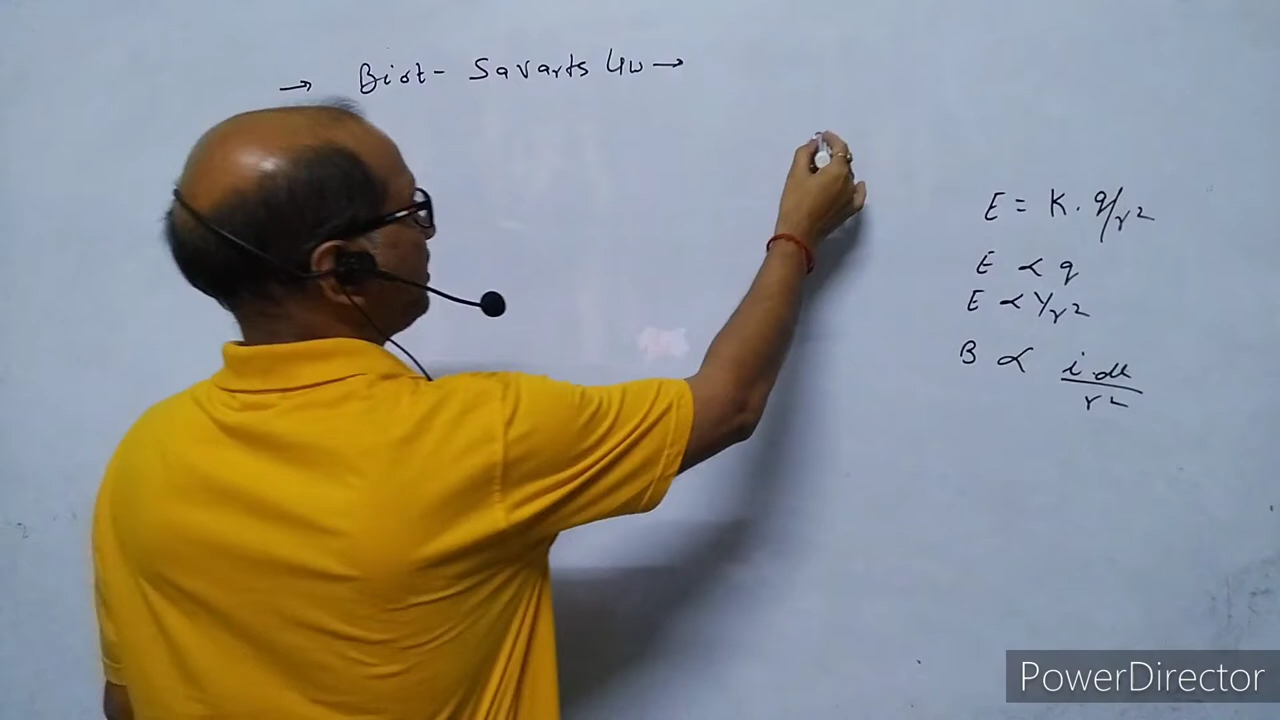 → Biot- Savarts Law →
E = K. q/r²
E ∝ q
E ∝ 1/r²
B ∝ i.dl/r²
PowerDirector